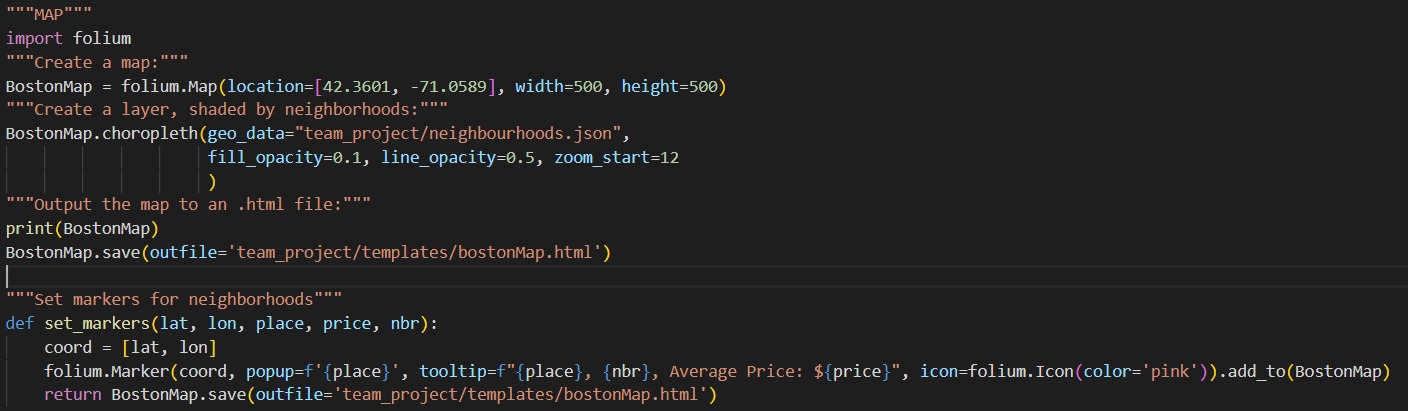 """MAP"""
import folium
"""Create a map:"""
BostonMap = folium.Map(location=[42.3601, -71.0589], width=500, height=500)
"""Create a layer, shaded by neighborhoods:"""
BostonMap.choropleth(geo_data="team_project/neighbourhoods.json",
                     fill_opacity=0.1, line_opacity=0.5, zoom_start=12
                     )
"""Output the map to an .html file:"""
print(BostonMap)
BostonMap.save(outfile='team_project/templates/bostonMap.html')

"""Set markers for neighborhoods"""
def set_markers(lat, lon, place, price, nbr):
    coord = [lat, lon]
    folium.Marker(coord, popup=f'{place}', tooltip=f"{place}, {nbr}, Average Price: ${price}", icon=folium.Icon(color='pink')).add_to(BostonMap)
    return BostonMap.save(outfile='team_project/templates/bostonMap.html')